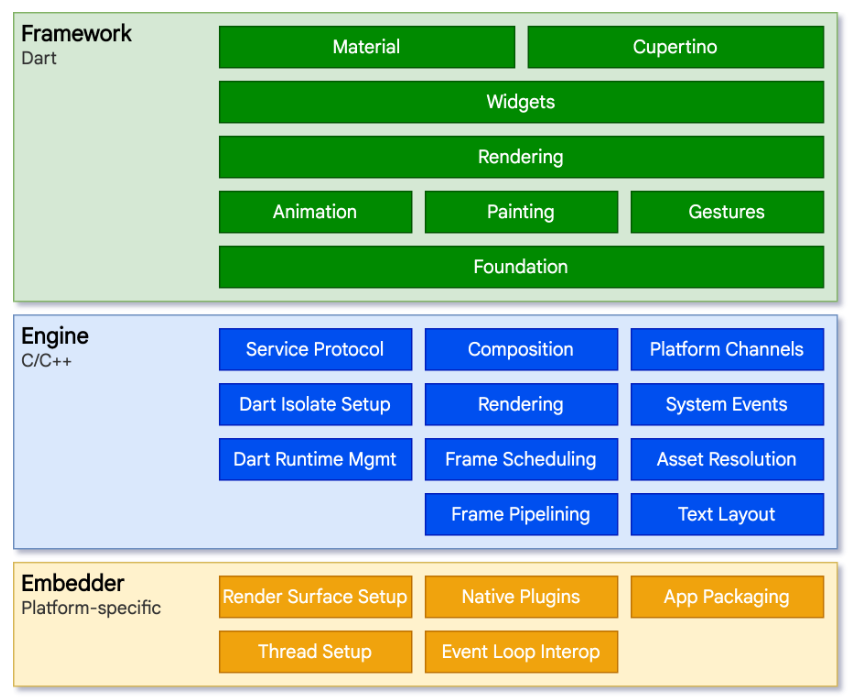 Framework
Dart
Material
Cupertino
Widgets
Rendering
Animation
Painting
Gestures
Foundation
Engine
C/C++
Service Protocol
Composition
Platform Channels
Dart Isolate Setup
Rendering
System Events
Dart Runtime Mgmt
Frame Scheduling
Asset Resolution
Frame Pipelining
Text Layout
Embedder
Platform-specific
Render Surface Setup
Native Plugins
App Packaging
Thread Setup
Event Loop Interop